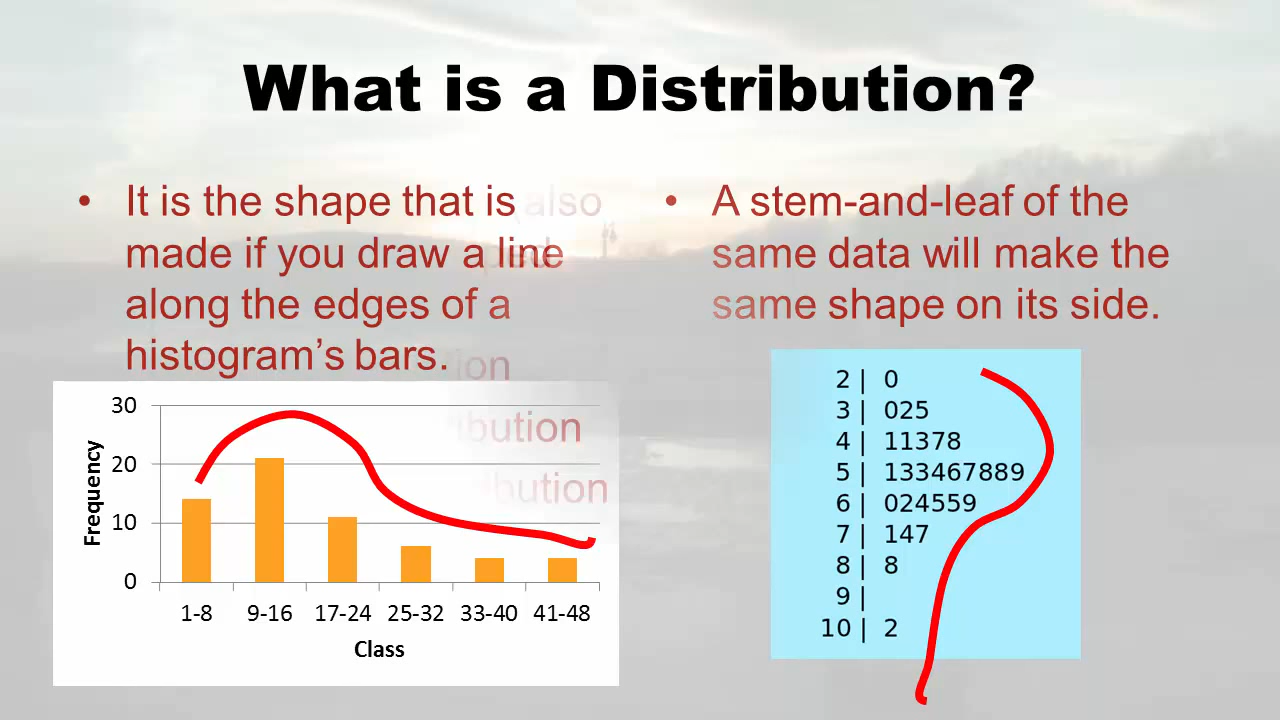 What is a Distribution?
• It is the shape that is also
made if you draw a line
along the edges of a
histogram's bars.
• A stem-and-leaf of the
same data will make the
same shape on its side.
30
20
10
0
Frequency
1-8 9-16 17-24 25-32 33-40 41-48
Class
2 | 0
3 | 025
4 | 11378
5 | 133467889
6 | 024559
7 | 147
8 | 8
9 |
10 | 2